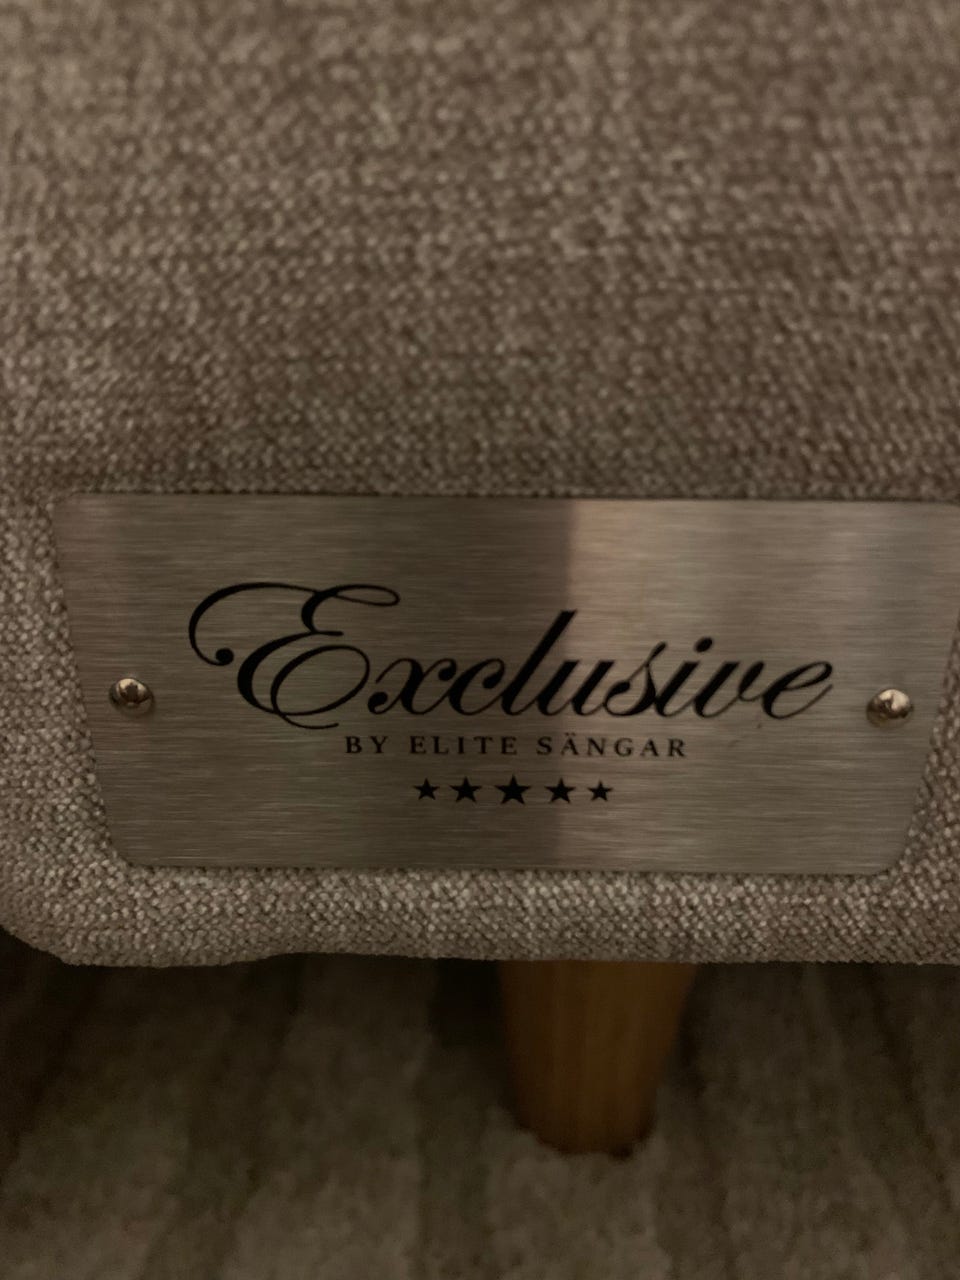 Exclusive
BY ELITE SÄNGAR
★★★★★